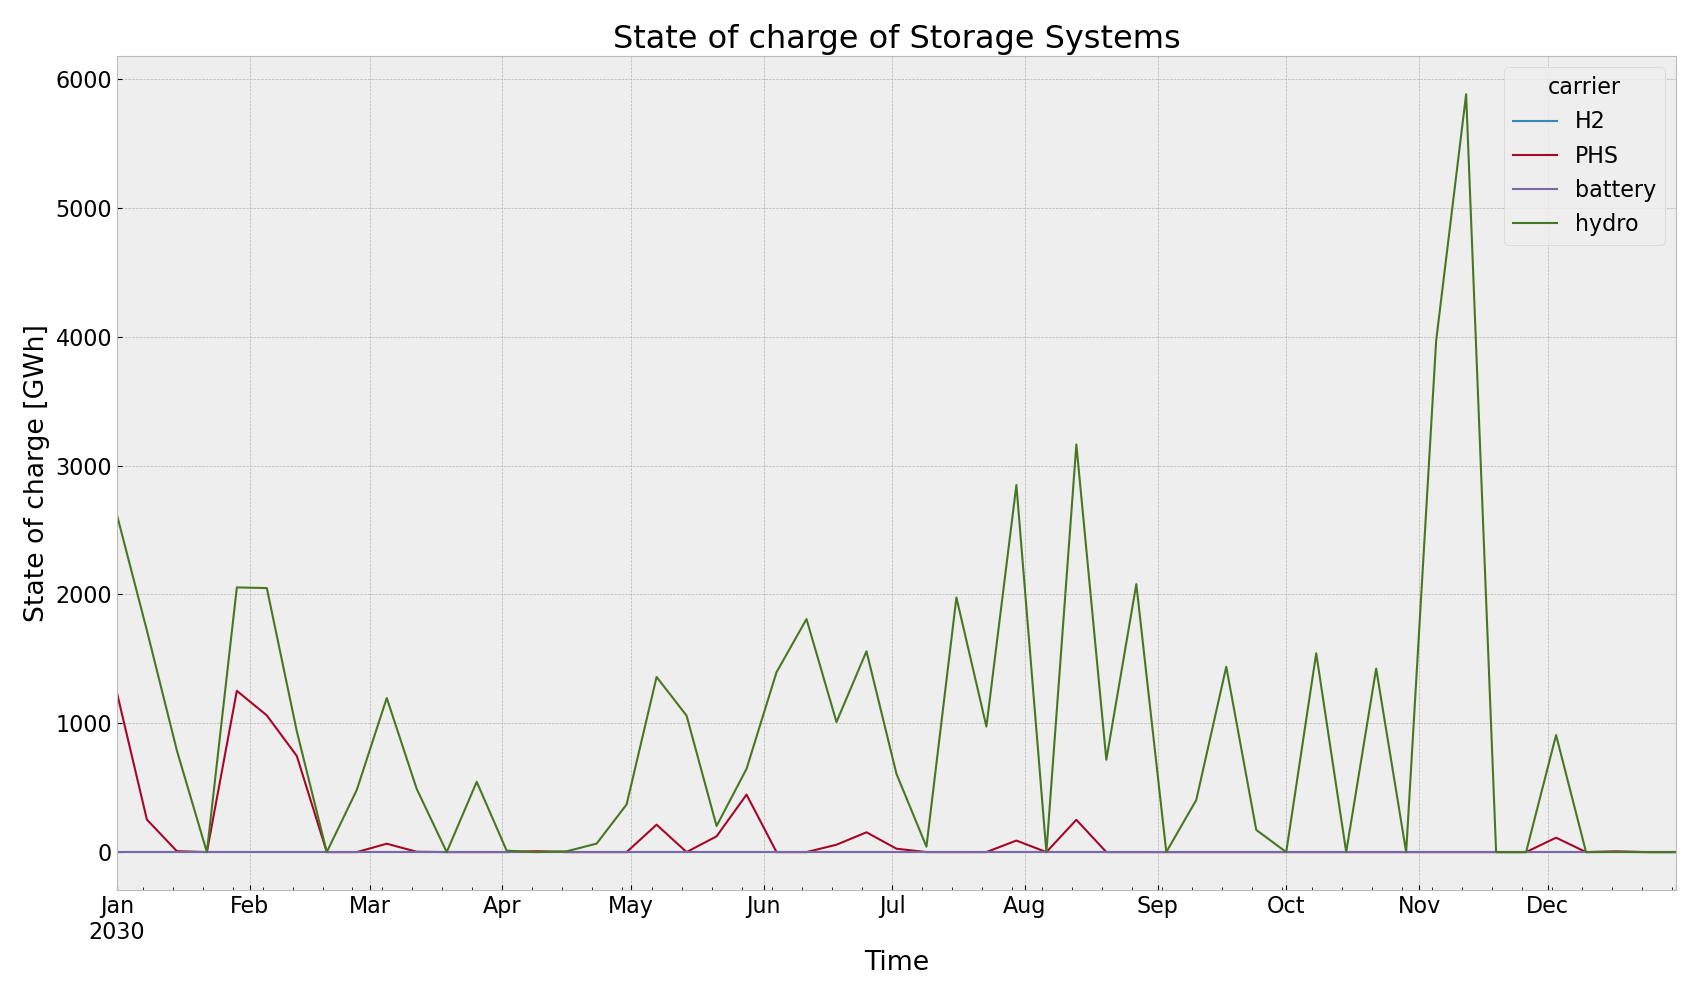 State of charge of Storage Systems
State of charge [GWh]
6000
5000
4000
3000
2000
1000
0
carrier
H2
PHS
battery
hydro
Jan Feb Mar Apr May Jun Jul Aug Sep Oct Nov Dec
2030
Time